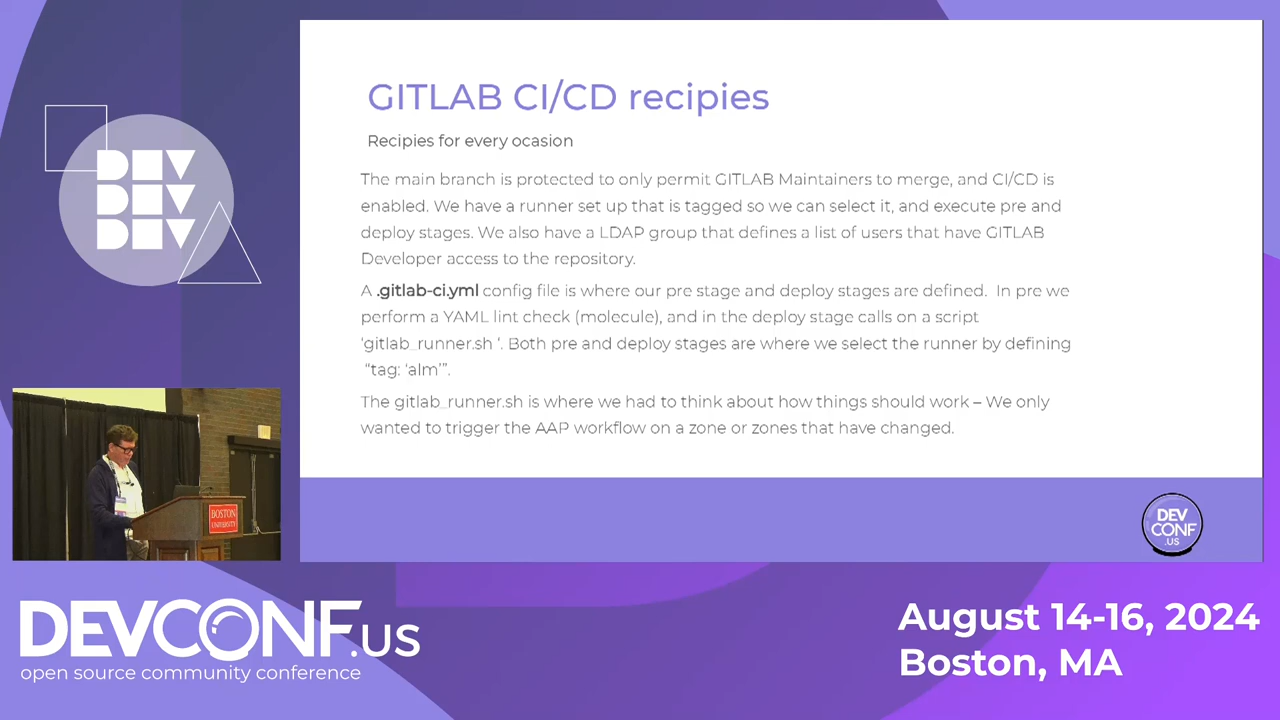 DEV
DEV
DEV
GITLAB CI/CD recipies
Recipies for every ocasion
The main branch is protected to only permit GITLAB Maintainers to merge, and CI/CD is
enabled. We have a runner set up that is tagged so we can select it, and execute pre and
deploy stages. We also have a LDAP group that defines a list of users that have GITLAB
Developer access to the repository.
A .gitlab-ci.yml config file is where our pre stage and deploy stages are defined.  In pre we
perform a YAML lint check (molecule), and in the deploy stage calls on a script
‘gitlab_runner.sh ‘. Both pre and deploy stages are where we select the runner by defining
“tag: ‘alm’”.
The gitlab_runner.sh is where we had to think about how things should work – We only
wanted to trigger the AAP workflow on a zone or zones that have changed.
BOSTON
UNIVERSITY
DEV
CONF
.US
DEVCONF.US
open source community conference
August 14-16, 2024
Boston, MA